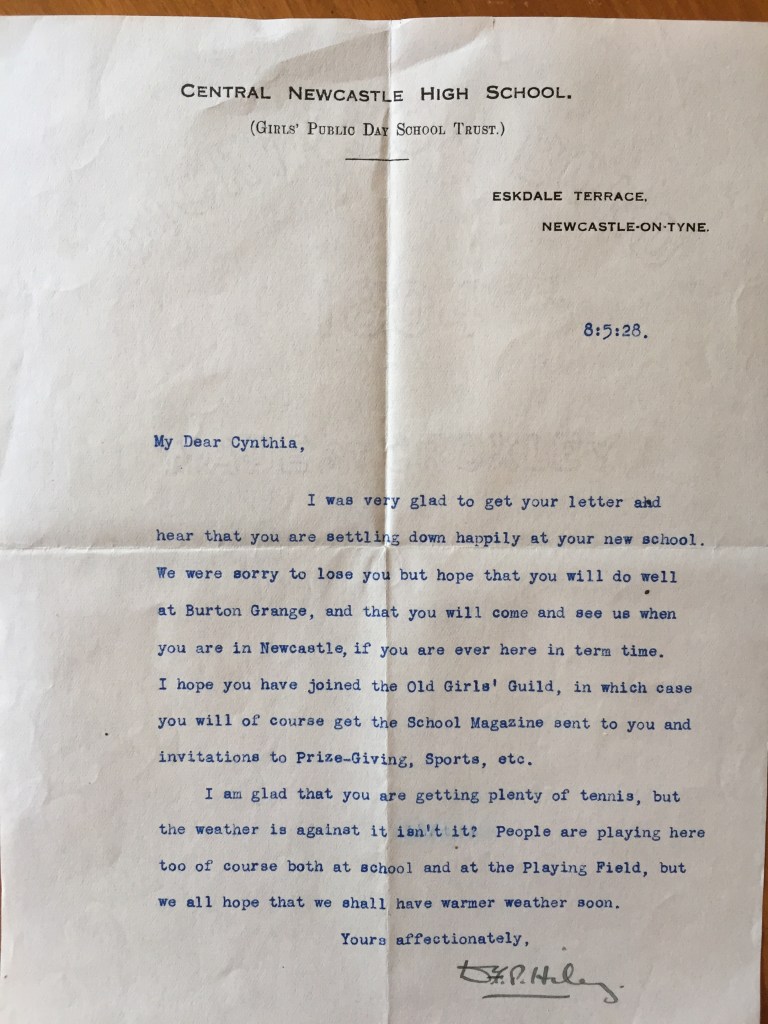 CENTRAL NEWCASTLE HIGH SCHOOL.
(GIRLS' PUBLIC DAY SCHOOL TRUST.)
ESKDALE TERRACE,
NEWCASTLE-ON-TYNE.
8:5:28.
My Dear Cynthia,
I was very glad to get your letter and
hear that you are settling down happily at your new school.
We were sorry to lose you but hope that you will do well
at Burton Grange, and that you will come and see us when
you are in Newcastle, if you are ever here in term time.
I hope you have joined the Old Girls' Guild, in which case
you will of course get the School Magazine sent to you and
invitations to Prize-Giving, Sports, etc.
I am glad that you are getting plenty of tennis, but
the weather is against it isn't it? People are playing here
too of course both at school and at the Playing Field, but
we all hope that we shall have warmer weather soon.
Yours affectionately,
D.F.P. Hiley.